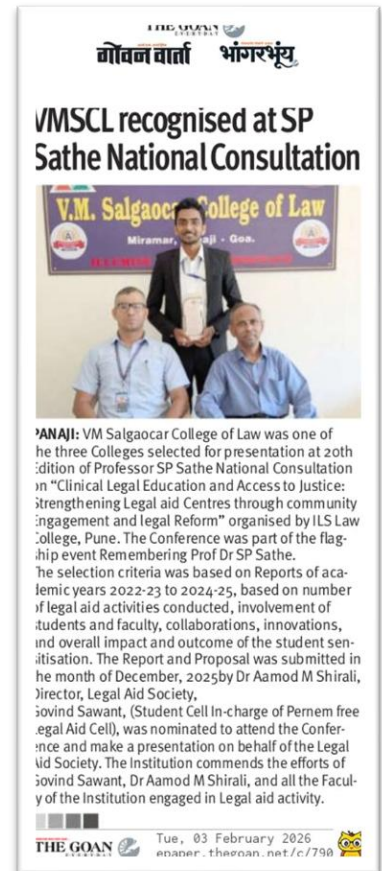 THE GOAN
EVERYDAY
गोंवन वार्ता भांगरभूंय
VMSCL recognised at SP
Sathe National Consultation
V.M. Salgaocar College of Law
Miramar, Panaji - Goa.
PANAJI: VM Salgaocar College of Law was one of
he three Colleges selected for presentation at 20th
Edition of Professor SP Sathe National Consultation
on “Clinical Legal Education and Access to Justice:
Strengthening Legal aid Centres through community
Engagement and legal Reform” organised by ILS Law
College, Pune. The Conference was part of the flag-
ship event Remembering Prof Dr SP Sathe.
The selection criteria was based on Reports of aca-
demic years 2022-23 to 2024-25, based on number
of legal aid activities conducted, involvement of
students and faculty, collaborations, innovations,
and overall impact and outcome of the student sen-
sitisation. The Report and Proposal was submitted in
the month of December, 2025by Dr Aamod M Shirali,
Director, Legal Aid Society,
Govind Sawant, (Student Cell In-charge of Pernem free
Legal Aid Cell), was nominated to attend the Confer-
ence and make a presentation on behalf of the Legal
Aid Society. The Institution commends the efforts of
Govind Sawant, Dr Aamod M Shirali, and all the Facul-
y of the Institution engaged in Legal aid activity.
THE GOAN
EVERYDAY
Tue, 03 February 2026
epaper.thegoan.net/c/790